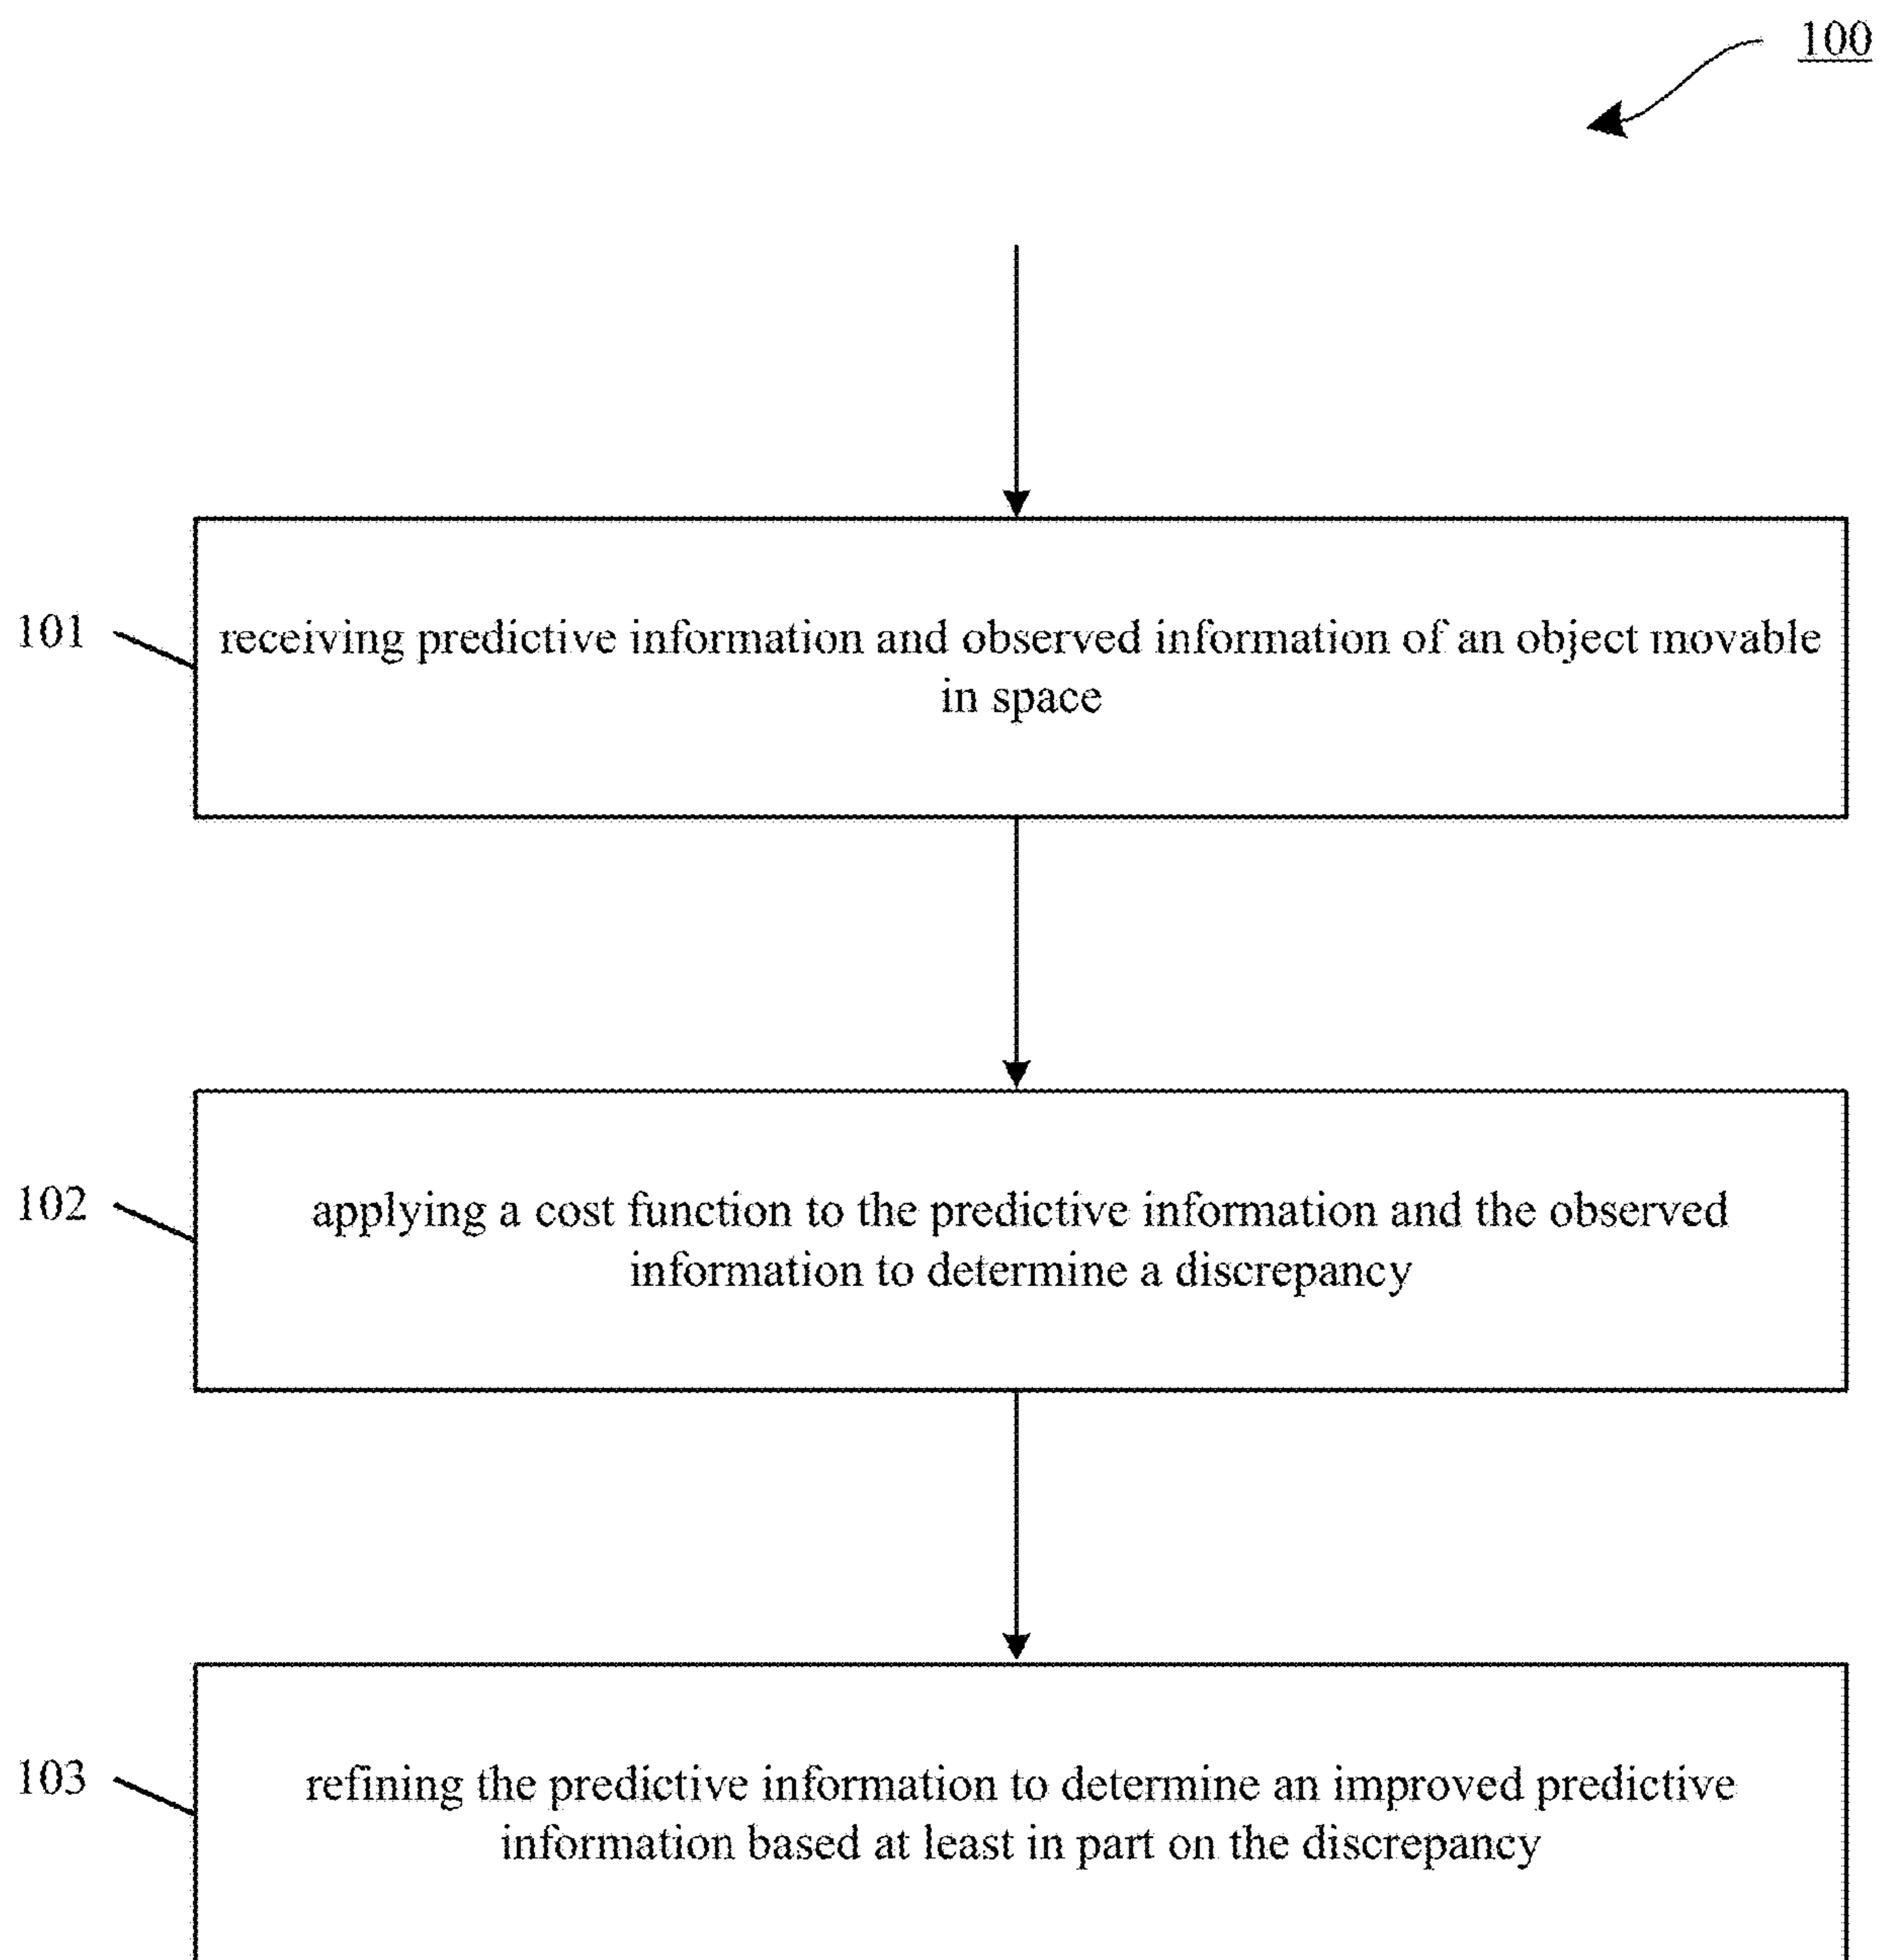 100
101
receiving predictive information and observed information of an object movable
in space
102
applying a cost function to the predictive information and the observed
information to determine a discrepancy
103
refining the predictive information to determine an improved predictive
information based at least in part on the discrepancy